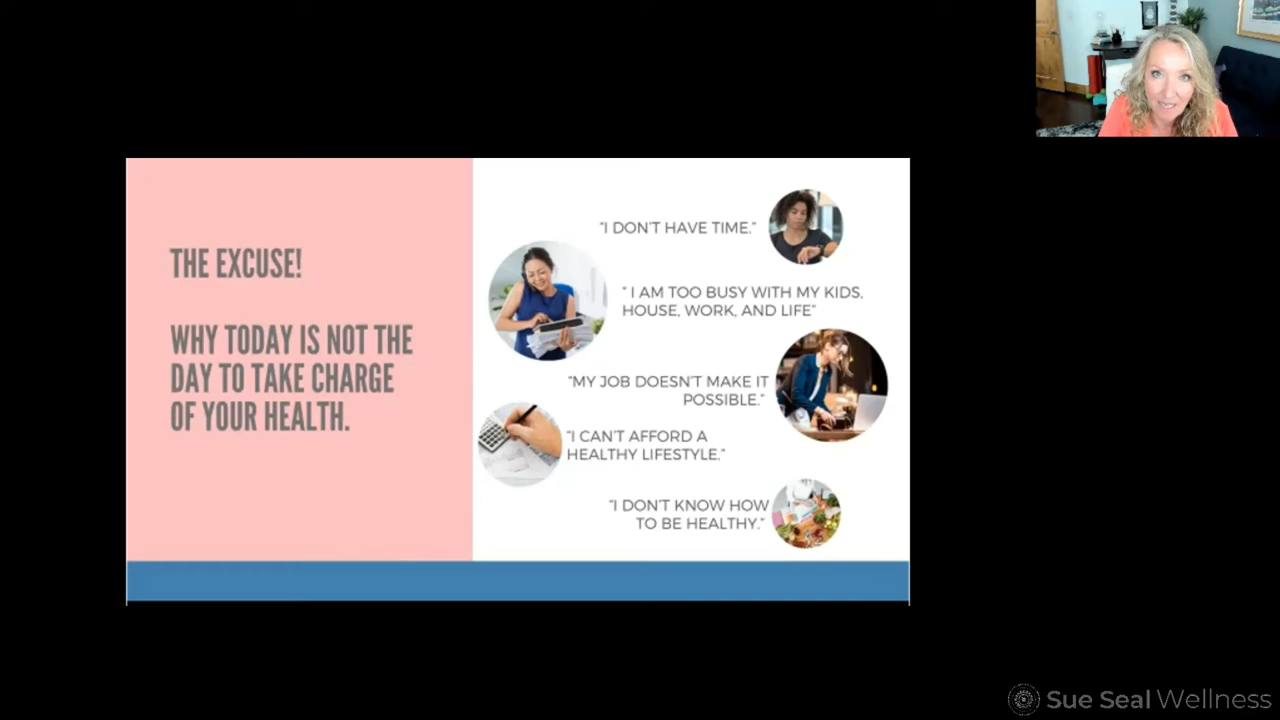 THE EXCUSE!
WHY TODAY IS NOT THE
DAY TO TAKE CHARGE
OF YOUR HEALTH.
“I DON’T HAVE TIME.”
“ I AM TOO BUSY WITH MY KIDS,
HOUSE, WORK, AND LIFE”
“MY JOB DOESN’T MAKE IT
POSSIBLE.”
“I CAN’T AFFORD A
HEALTHY LIFESTYLE.”
“I DON’T KNOW HOW
TO BE HEALTHY.”
Sue Seal Wellness